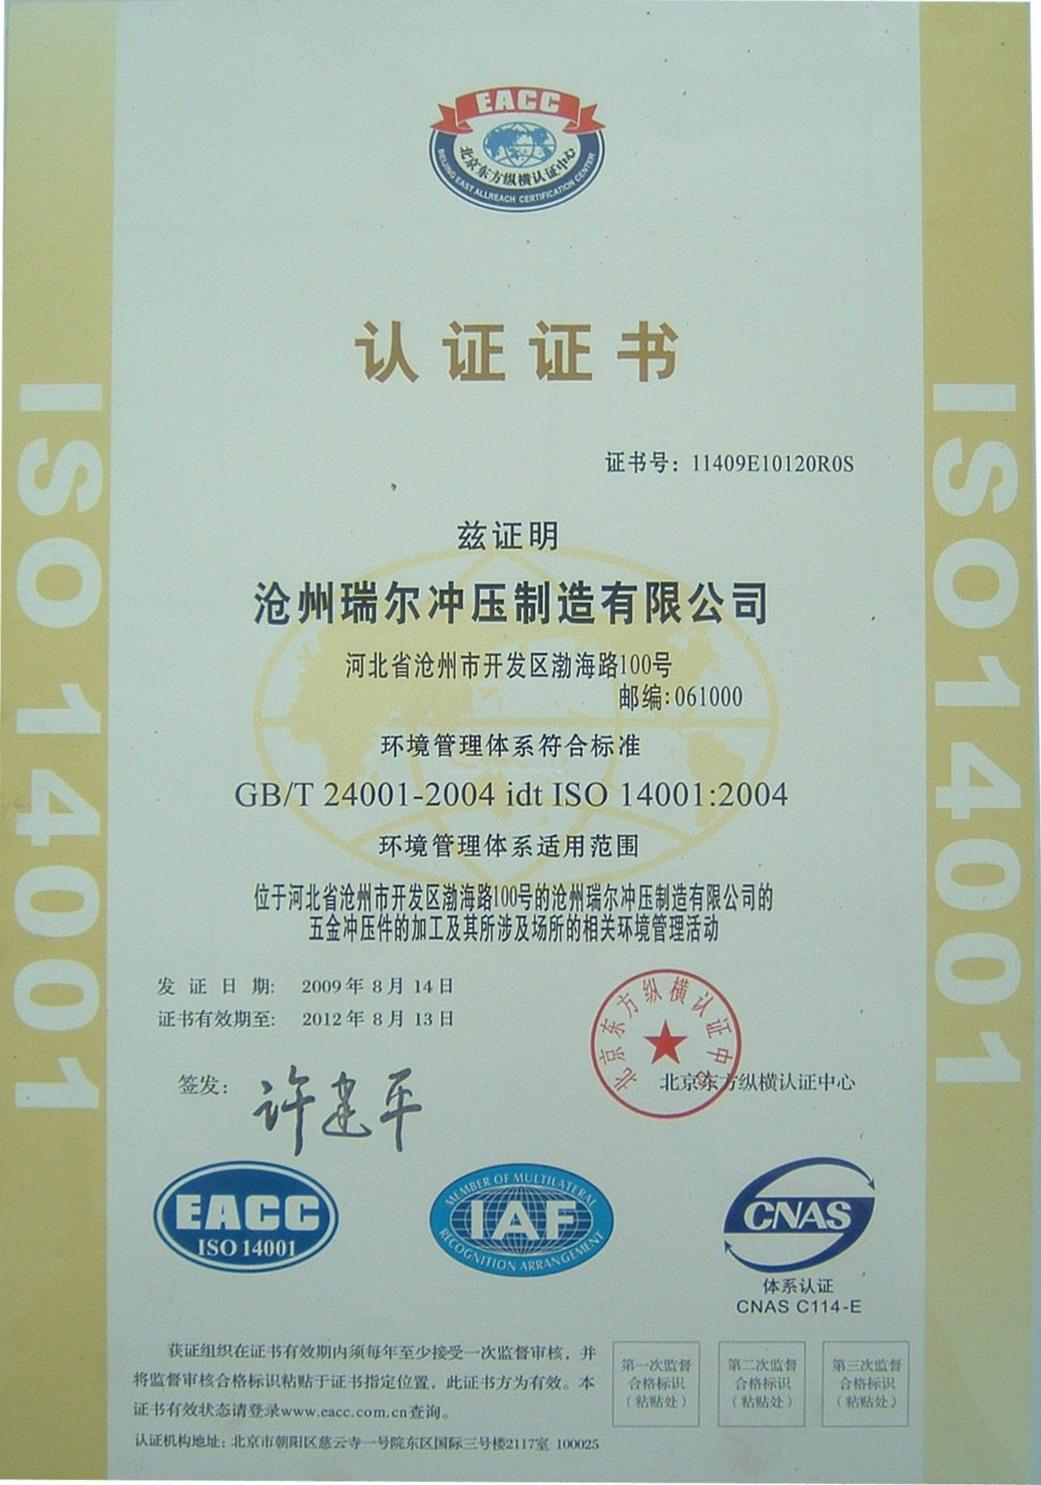 EACC
北京东方纵横认证中心
BEIJING EAST ALLREACH CERTIFICATION CENTER
认证证书
ISO14001
ISO14001
证书号：11409E10120R0S
兹证明
沧州瑞尔冲压制造有限公司
河北省沧州市开发区渤海路100号
邮编:061000
环境管理体系符合标准
GB/T 24001-2004 idt ISO 14001:2004
环境管理体系适用范围
位于河北省沧州市开发区渤海路100号的沧州瑞尔冲压制造有限公司的
五金冲压件的加工及其所涉及场所的相关环境管理活动
发 证 日 期: 2009 年 8 月 14 日
证书有效期至: 2012 年 8 月 13 日
签发：许建平
北京东方纵横认证中心
北京东方纵横认证中心
EACC
ISO 14001
MEMBER OF MULTILATERAL
IAF
RECOGNITION ARRANGEMENT
CNAS
体系认证
CNAS C114-E
获证组织在证书有效期内须每年至少接受一次监督审核，并
将监督审核合格标识粘贴于证书指定位置，此证书方为有效。本
证书有效状态请登录www.eacc.com.cn查询。
认证机构地址：北京市朝阳区慈云寺一号院东区国际三号楼2117室 100025
第一次监督
合格标识
（粘贴处）
第二次监督
合格标识
（粘贴处）
第三次监督
合格标识
（粘贴处）